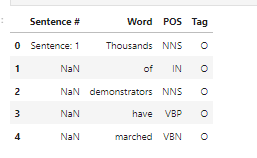 Sentence # Word POS Tag
0 Sentence: 1 Thousands NNS O
1 NaN of IN O
2 NaN demonstrators NNS O
3 NaN have VBP O
4 NaN marched VBN O